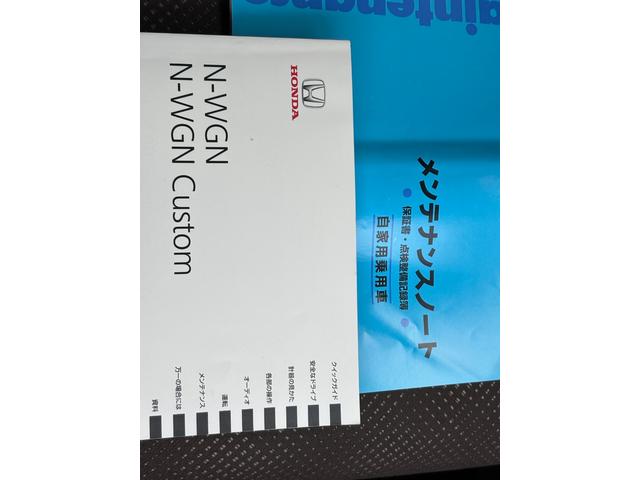 HONDA
N-WGN
N-WGN Custom
クイックガイド
安全なドライブ
計器の見かた
各部の操作
オーディオ
運転
メンテナンス
万一の場合には
資料
aintenance
メンテナンスノート
● 保証書・点検整備記録簿 ●
自家用乗用車